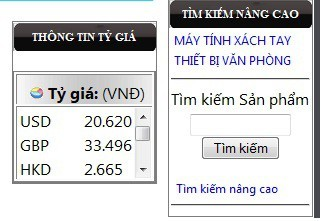 THÔNG TIN TỶ GIÁ
Tỷ giá: (VNĐ)
USD 20.620
GBP 33.496
HKD 2.665
TÌM KIẾM NÂNG CAO
MÁY TÍNH XÁCH TAY
THIẾT BỊ VĂN PHÒNG
Tìm kiếm Sản phẩm
Tìm kiếm
Tìm kiếm nâng cao